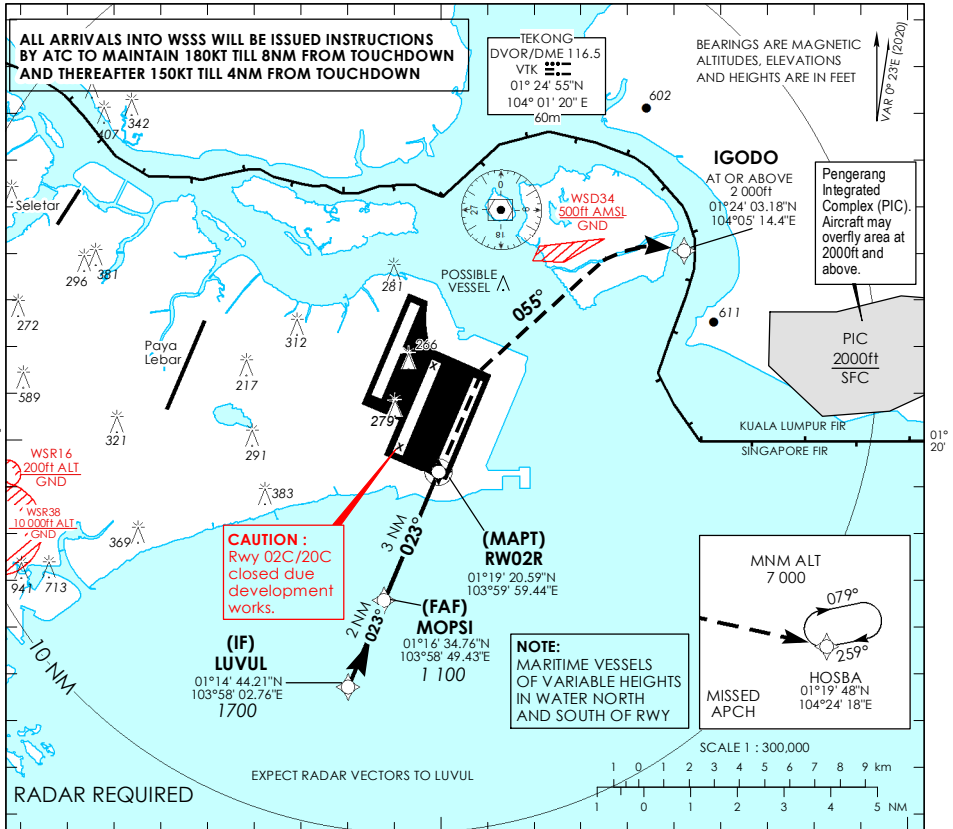 ALL ARRIVALS INTO WSSS WILL BE ISSUED INSTRUCTIONS
BY ATC TO MAINTAIN 180KT TILL 8NM FROM TOUCHDOWN
AND THEREAFTER 150KT TILL 4NM FROM TOUCHDOWN
TEKONG
DVOR/DME 116.5
VTK
01° 24' 55"N
104° 01' 20" E
60m
BEARINGS ARE MAGNETIC
ALTITUDES, ELEVATIONS
AND HEIGHTS ARE IN FEET
VAR 0° 23'E (2020)
407
342
602
IGODO
AT OR ABOVE
2 000ft
01°24' 03.18"N
104°05' 14.4"E
Pengerang
Integrated
Complex (PIC).
Aircraft may
overfly area at
2000ft and
above.
Seletar
0
9
18
27
WSD34
500ft AMSL
GND
296
381
281
POSSIBLE
VESSEL
055°
272
312
611
Paya
Lebar
266
PIC
2000ft
SFC
217
589
279
321
291
KUALA LUMPUR FIR
SINGAPORE FIR
01°
20'
WSR16
200ft ALT
GND
383
WSR38
10 000ft ALT
GND
369
941
713
CAUTION :
Rwy 02C/20C
closed due
development
works.
3 NM
023°
(MAPT)
RW02R
01°19' 20.59"N
103°59' 59.44"E
2 NM
023°
(FAF)
MOPSI
01°16' 34.76"N
103°58' 49.43"E
1 100
(IF)
LUVUL
01°14' 44.21"N
103°58' 02.76"E
1700
10 NM
NOTE:
MARITIME VESSELS
OF VARIABLE HEIGHTS
IN WATER NORTH
AND SOUTH OF RWY
MNM ALT
7 000
079°
259°
HOSBA
01°19' 48"N
104°24' 18"E
MISSED
APCH
EXPECT RADAR VECTORS TO LUVUL
RADAR REQUIRED
SCALE 1 : 300,000
1 0 1 2 3 4 5 6 7 8 9 km
1 0 1 2 3 4 5 NM